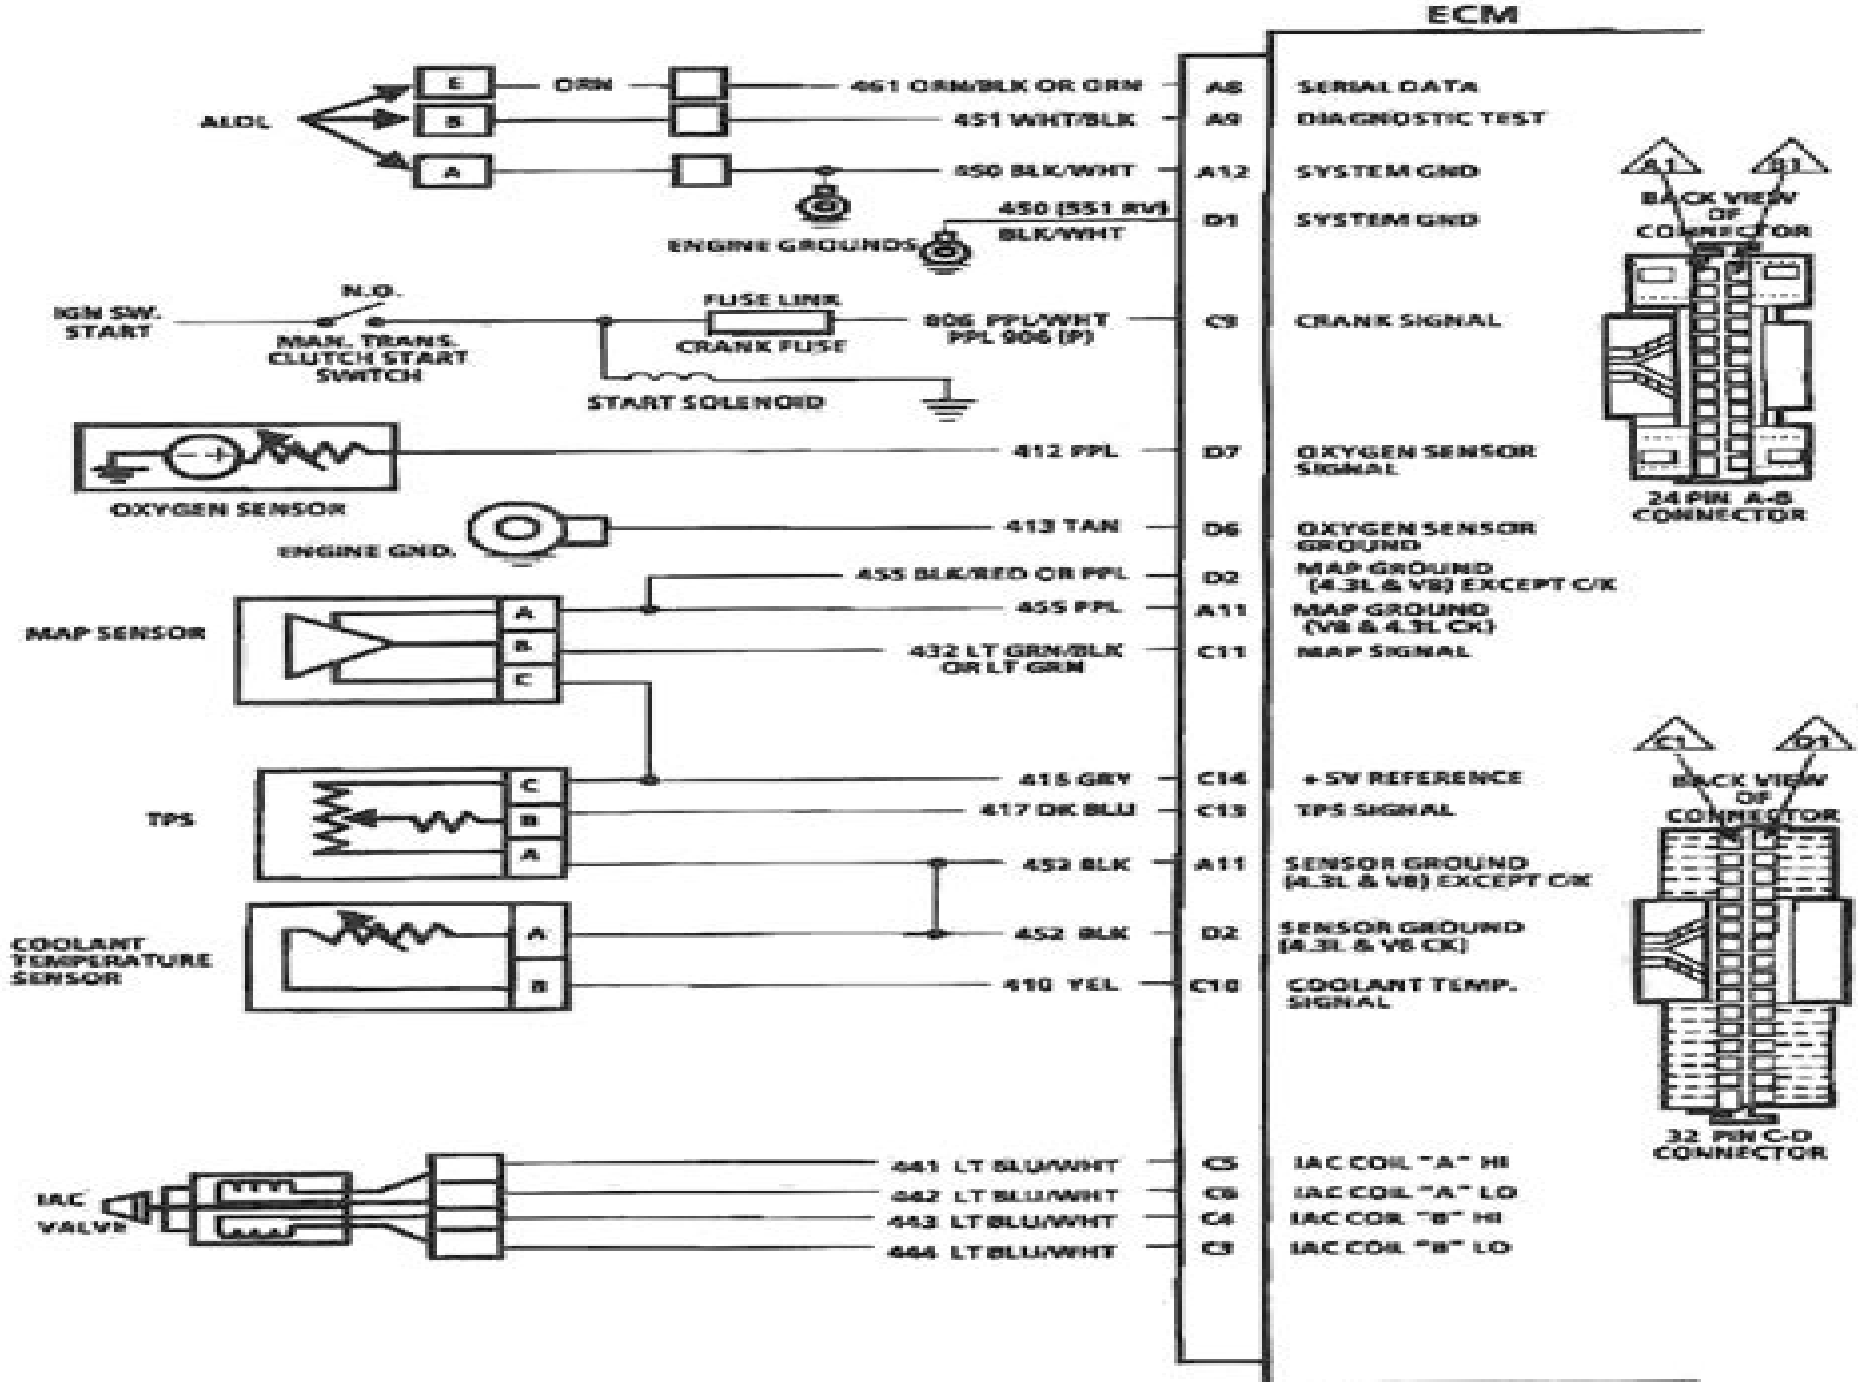 ECM
E
ORN
461 ORN/BLK OR ORN
A8
SERIAL DATA
ALDL
B
451 WHT/BLK
A9
DIAGNOSTIC TEST
A
450 BLK/WHT
A12
SYSTEM GND
450 (551 RV)
BLK/WHT
D1
SYSTEM GND
ENGINE GROUNDS
A1
B1
BACK VIEW
OF
CONNECTOR
24 PIN A-B
CONNECTOR
IGN SW.
START
N.O.
MAN. TRANS.
CLUTCH START
SWITCH
FUSE LINK
CRANK FUSE
806 PPL/WHT
PPL 906 (P)
C9
CRANK SIGNAL
START SOLENOID
OXYGEN SENSOR
412 PPL
D7
OXYGEN SENSOR
SIGNAL
ENGINE GND.
413 TAN
D6
OXYGEN SENSOR
GROUND
455 BLK/RED OR PPL
D2
MAP GROUND
(4.3L & V8) EXCEPT C/K
MAP SENSOR
A
455 PPL
A11
MAP GROUND
(V8 & 4.3L CK)
B
432 LT GRN/BLK
OR LT GRN
C11
MAP SIGNAL
C
C1
D1
BACK VIEW
OF
CONNECTOR
32 PIN C-D
CONNECTOR
TPS
C
416 GRY
C14
+ 5V REFERENCE
B
417 DK BLU
C13
TPS SIGNAL
A
452 BLK
A11
SENSOR GROUND
(4.3L & V8) EXCEPT C/K
COOLANT
TEMPERATURE
SENSOR
A
452 BLK
D2
SENSOR GROUND
(4.3L & V6 CK)
B
410 YEL
C10
COOLANT TEMP.
SIGNAL
IAC
VALVE
441 LT BLU/WHT
C5
IAC COIL "A" HI
442 LT BLU/WHT
C6
IAC COIL "A" LO
443 LT BLU/WHT
C4
IAC COIL "B" HI
444 LT BLU/WHT
C3
IAC COIL "B" LO